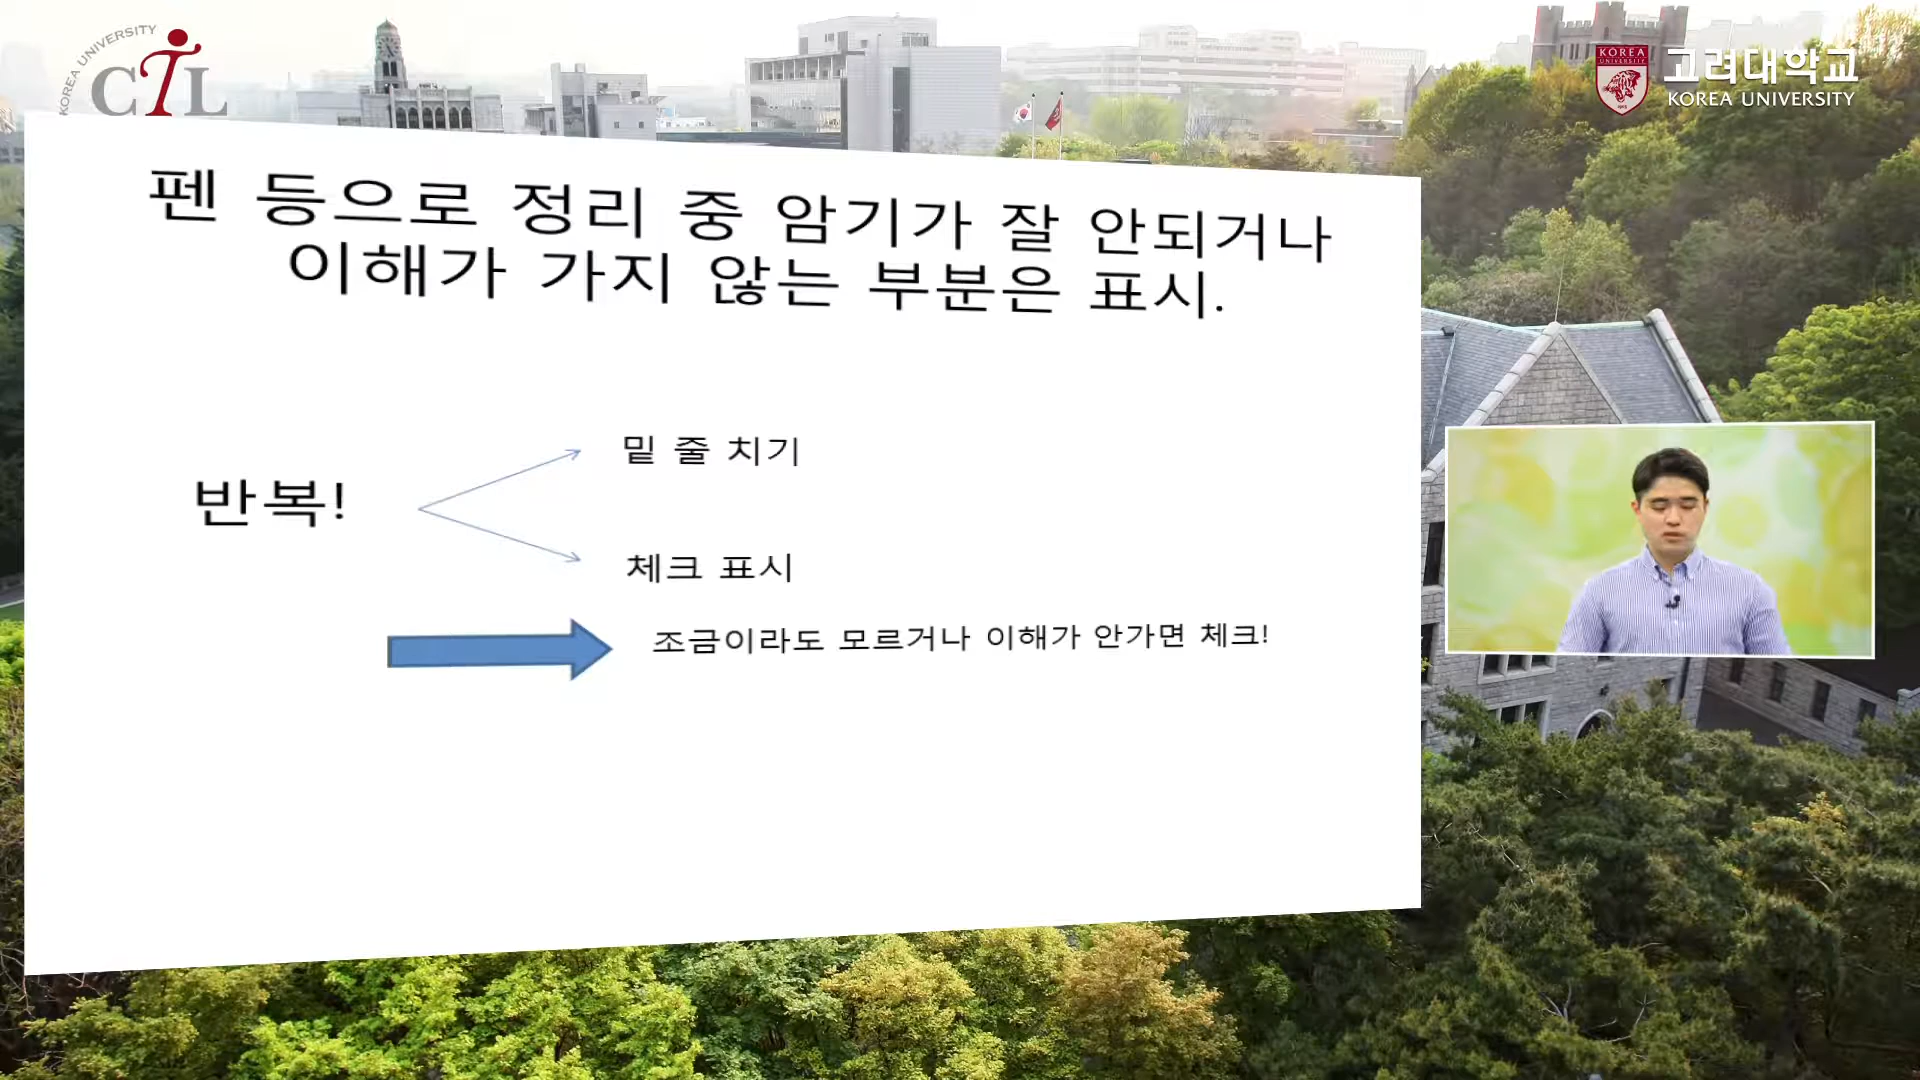 KOREA UNIVERSITY
CTL
KOREA UNIVERSITY
고려대학교
KOREA UNIVERSITY
펜 등으로 정리 중 암기가 잘 안되거나
이해가 가지 않는 부분은 표시.
반복!
밑 줄 치기
체크 표시
조금이라도 모르거나 이해가 안가면 체크!